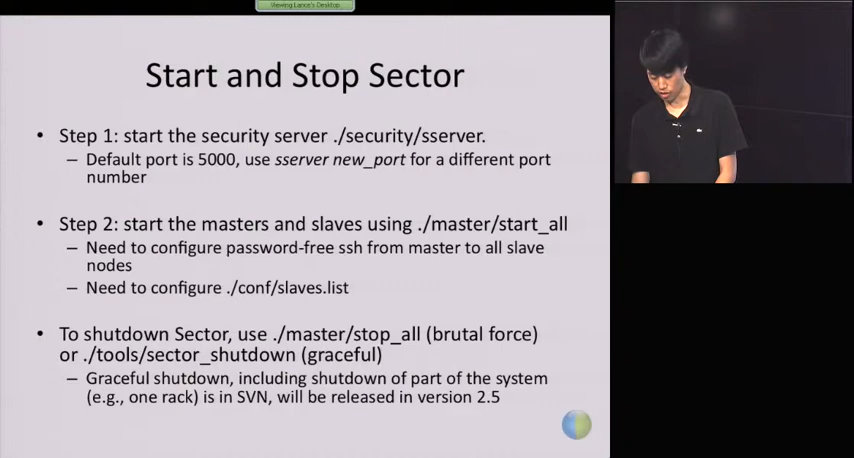 Viewing Lance's Desktop
Start and Stop Sector
• Step 1: start the security server ./security/sserver.
– Default port is 5000, use sserver new_port for a different port
number
• Step 2: start the masters and slaves using ./master/start_all
– Need to configure password-free ssh from master to all slave
nodes
– Need to configure ./conf/slaves.list
• To shutdown Sector, use ./master/stop_all (brutal force)
or ./tools/sector_shutdown (graceful)
– Graceful shutdown, including shutdown of part of the system
(e.g., one rack) is in SVN, will be released in version 2.5